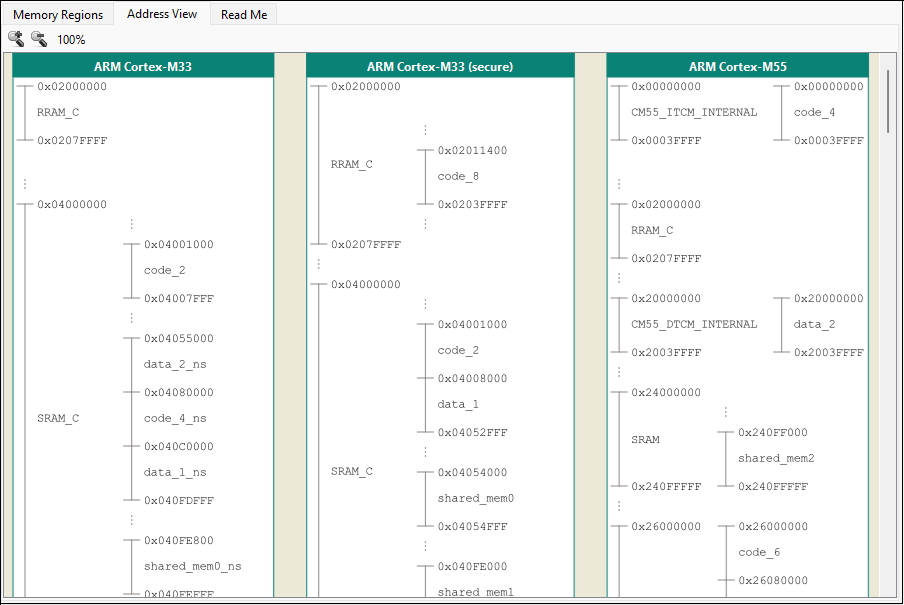 Memory Regions
Address View
Read Me
100%
ARM Cortex-M33
0x02000000
RRAM_C
0x0207FFFF
0x04000000
0x04001000
code_2
0x04007FFF
0x04055000
data_2_ns
0x04080000
SRAM_C
code_4_ns
0x040C0000
data_1_ns
0x040FDFFF
0x040FE800
shared_mem0_ns
0x040FEFFF
ARM Cortex-M33 (secure)
0x02000000
0x02011400
RRAM_C
code_8
0x0203FFFF
0x0207FFFF
0x04000000
0x04001000
code_2
0x04008000
data_1
0x04052FFF
SRAM_C
0x04054000
shared_mem0
0x04054FFF
0x040FE000
shared_mem1
ARM Cortex-M55
0x00000000 0x00000000
CM55_ITCM_INTERNAL code_4
0x0003FFFF 0x0003FFFF
0x02000000
RRAM_C
0x0207FFFF
0x20000000 0x20000000
CM55_DTCM_INTERNAL data_2
0x2003FFFF 0x2003FFFF
0x24000000
0x240FF000
SRAM
shared_mem2
0x240FFFFF 0x240FFFFF
0x26000000 0x26000000
code_6
0x26080000